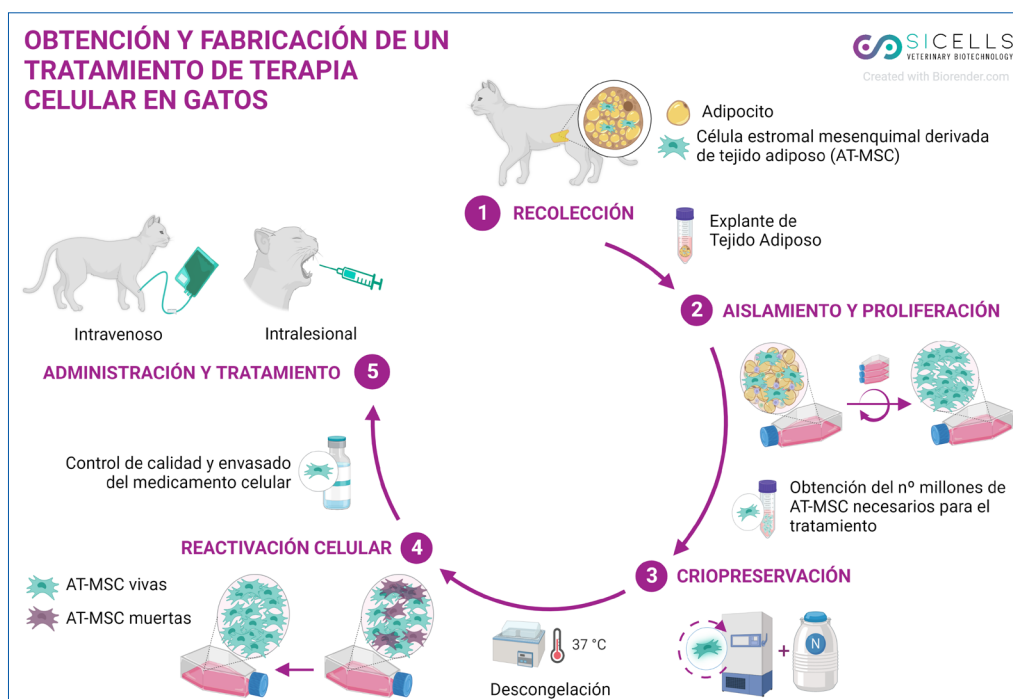 OBTENCIÓN Y FABRICACIÓN DE UN
TRATAMIENTO DE TERAPIA
CELULAR EN GATOS
SICELLS
VETERINARY BIOTECHNOLOGY
Created with Biorender.com
Adipocito
Célula estromal mesenquimal derivada
de tejido adiposo (AT-MSC)
1 RECOLECCIÓN
Explante de
Tejido Adiposo
2 AISLAMIENTO Y PROLIFERACIÓN
Obtención del nº millones de
AT-MSC necesarios para el
tratamiento
3 CRIOPRESERVACIÓN
N
37 °C
Descongelación
REACTIVACIÓN CELULAR 4
AT-MSC vivas
AT-MSC muertas
Control de calidad y envasado
del medicamento celular
ADMINISTRACIÓN Y TRATAMIENTO 5
Intravenoso
Intralesional